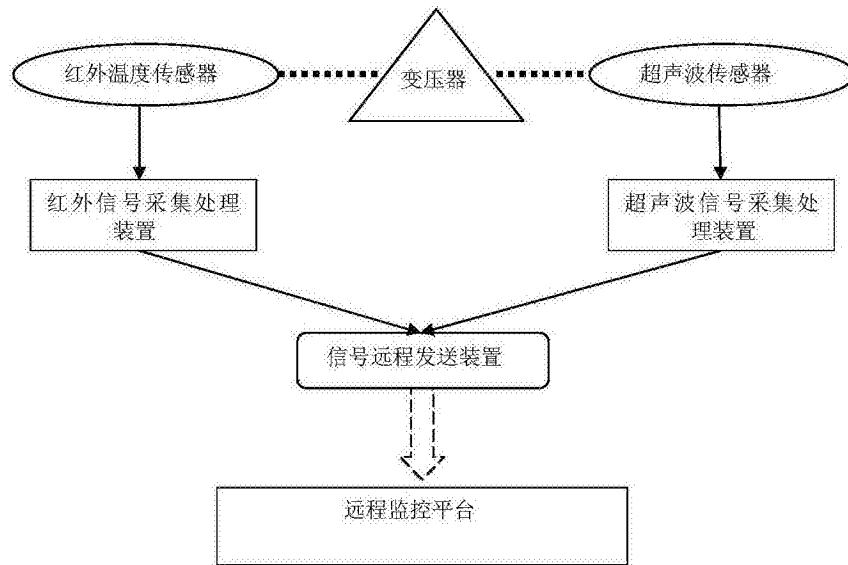 红外温度传感器
变压器
超声波传感器
红外信号采集处理
装置
超声波信号采集处
理装置
信号远程发送装置
远程监控平台